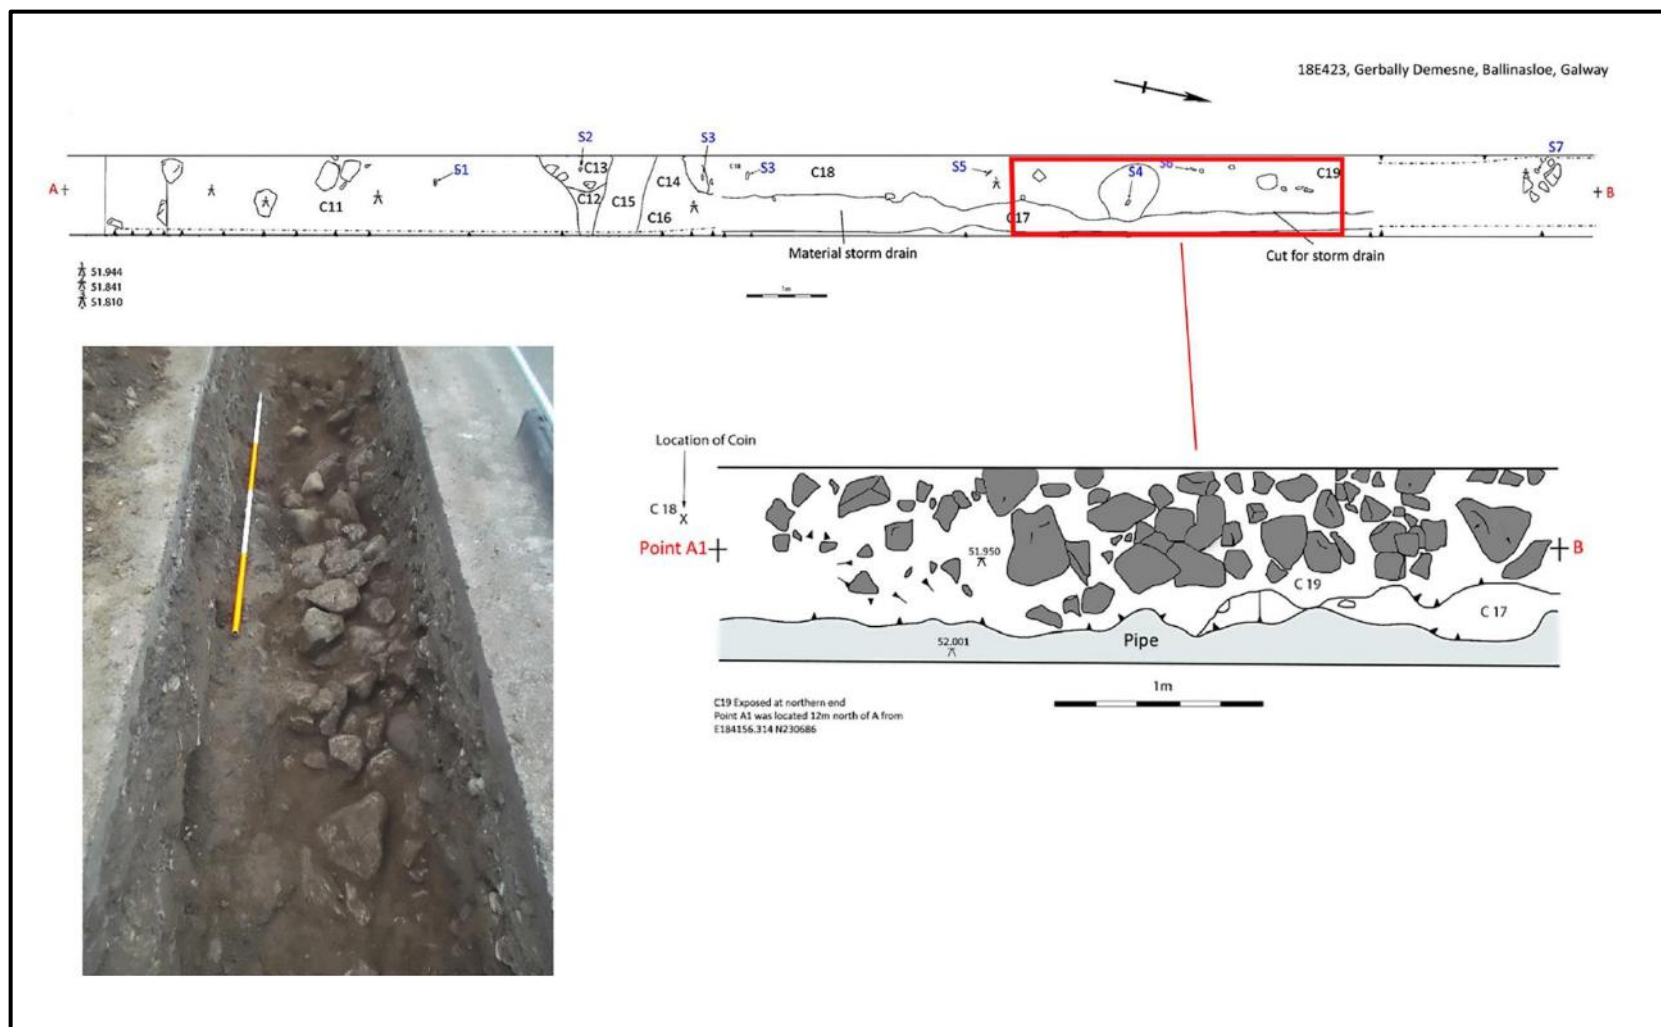 18E423, Gerbally Demesne, Ballinasloe, Galway
S2
S3
S7
S1
C13
C18
S3
C18
S5
S6
S4
C19
A
C14
B
C12
C15
C11
C16
C17
Material storm drain
Cut for storm drain
51.944
51.841
51.810
1m
Location of Coin
C 18
X
Point A1
51.950
B
C 19
C 17
52.001
Pipe
1m
C19 Exposed at northern end
Point A1 was located 12m north of A from
E184156.314 N230686